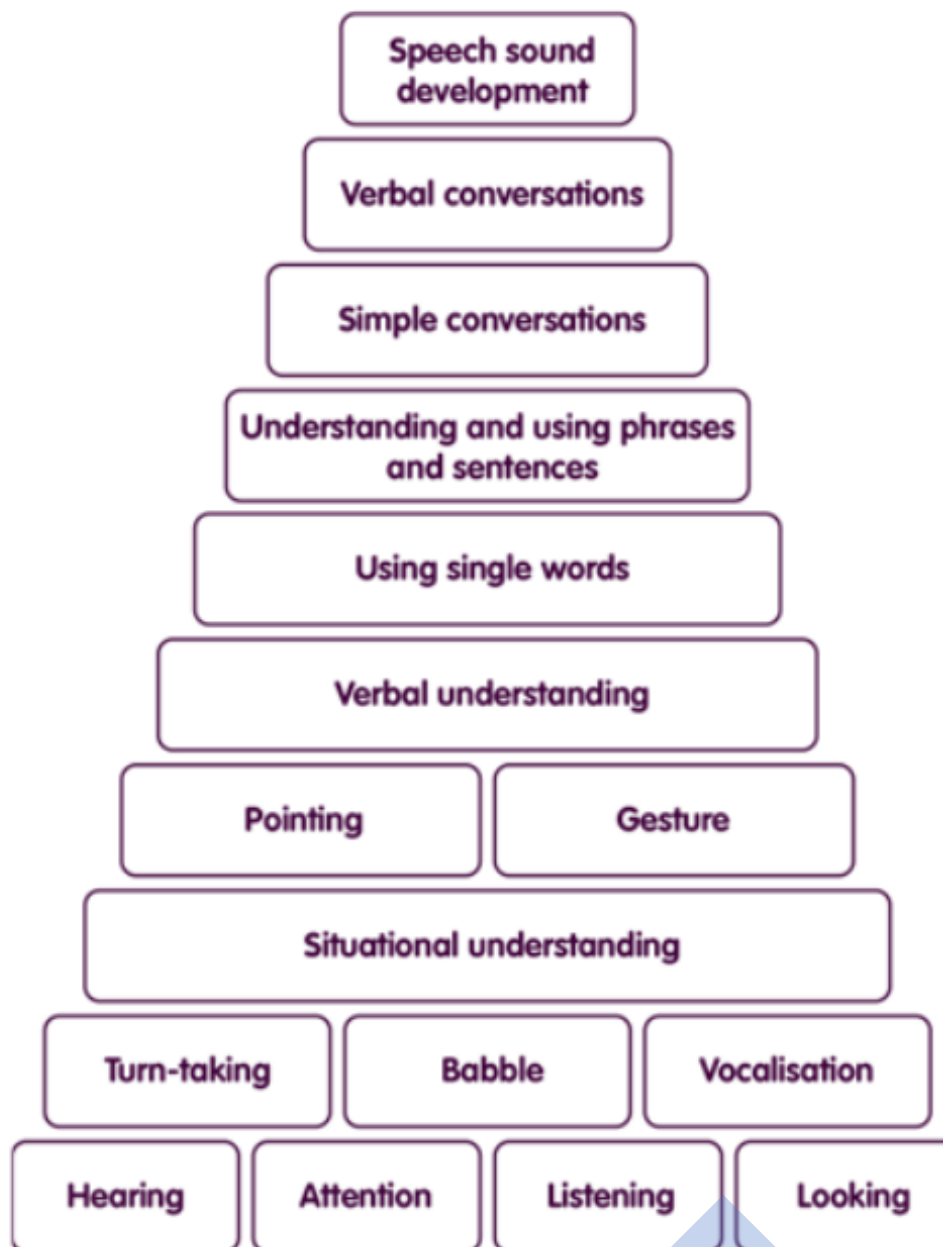 Speech sound
development
Verbal conversations
Simple conversations
Understanding and using phrases
and sentences
Using single words
Verbal understanding
Pointing Gesture
Situational understanding
Turn-taking Babble Vocalisation
Hearing Attention Listening Looking